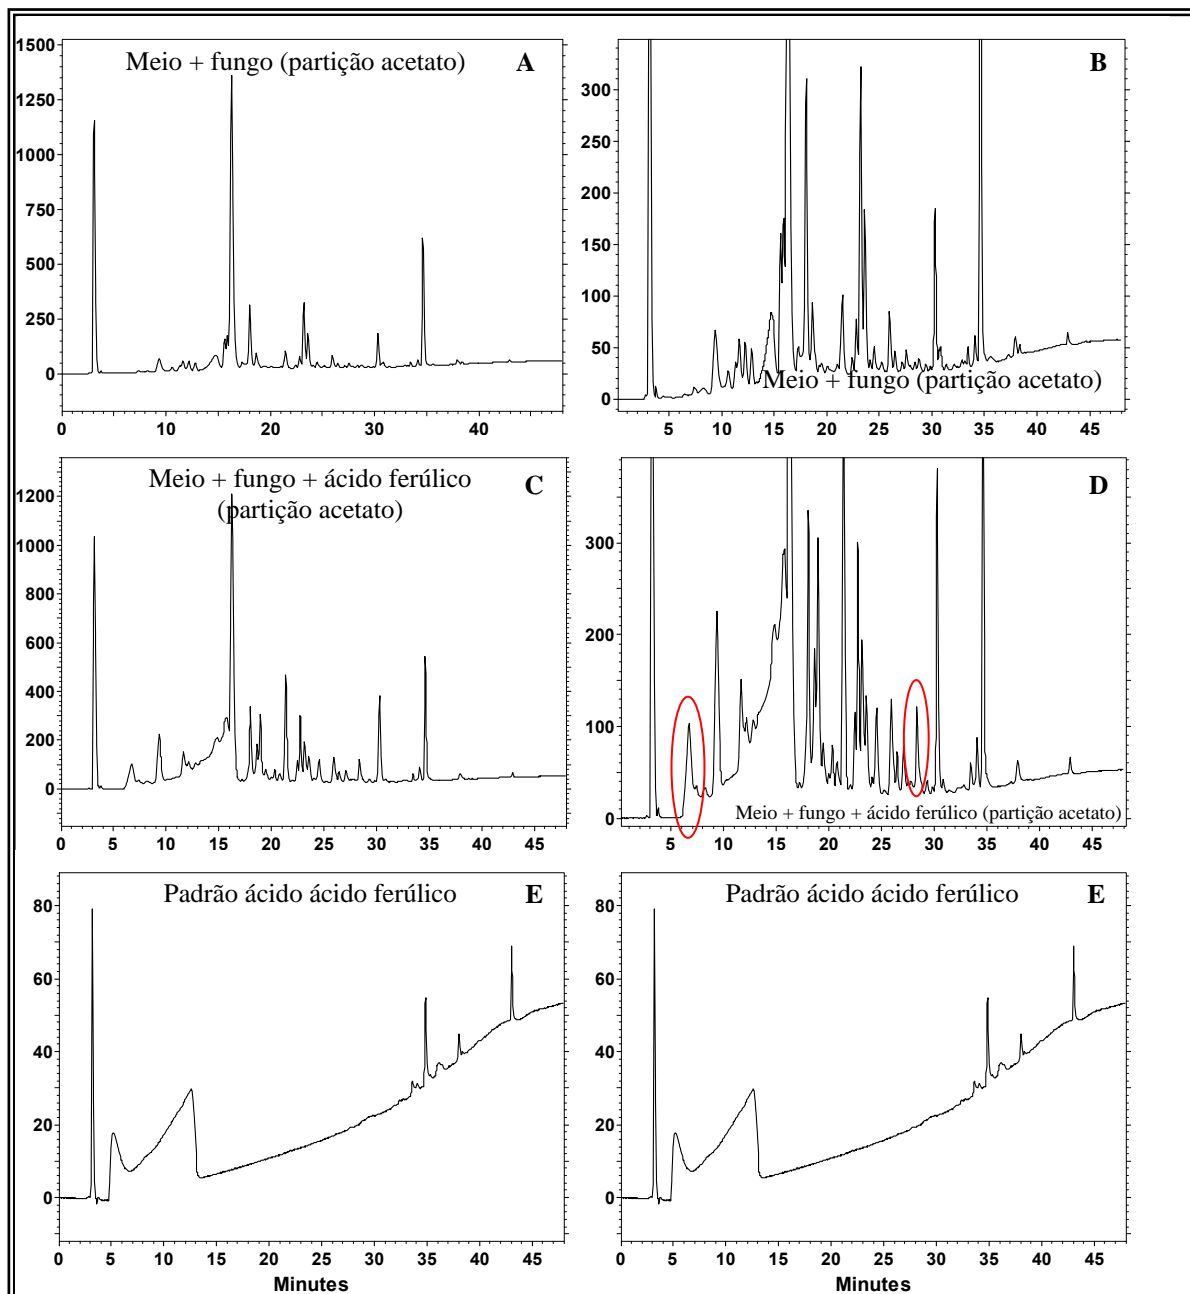 Meio + fungo (partição acetato) A
1500
1250
1000
750
500
250
0
0 10 20 30 40
B
300
250
200
150
100
50
0
Meio + fungo (partição acetato)
5 10 15 20 25 30 35 40 45
Meio + fungo + ácido ferúlico C
(partição acetato)
1200
1000
800
600
400
200
0
0 5 10 15 20 25 30 35 40 45
D
300
200
100
0
Meio + fungo + ácido ferúlico (partição acetato)
5 10 15 20 25 30 35 40 45
Padrão ácido ácido ferúlico E
80
60
40
20
0
0 5 10 15 20 25 30 35 40 45
Minutes
Padrão ácido ácido ferúlico E
80
60
40
20
0
0 5 10 15 20 25 30 35 40 45
Minutes